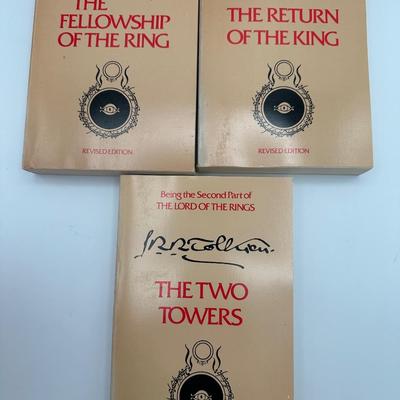 THE
FELLOWSHIP
OF THE RING
REVISED EDITION
THE RETURN
OF THE KING
REVISED EDITION
Being the Second Part of
THE LORD OF THE RINGS
J.R.R. Tolkien
THE TWO
TOWERS